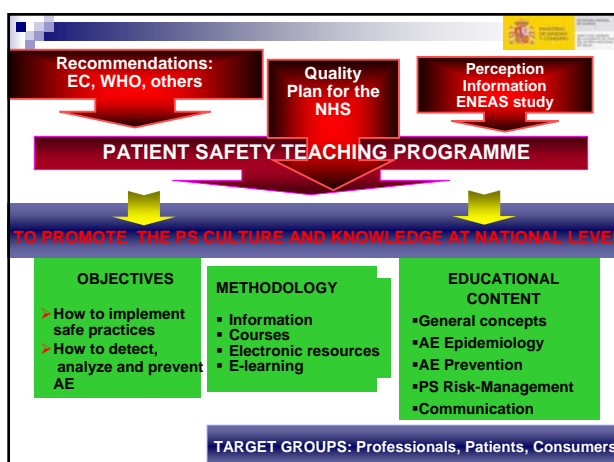 Recommendations:
EC, WHO, others
Quality
Plan for the
NHS
Perception
Information
ENEAS study
PATIENT SAFETY TEACHING PROGRAMME
TO PROMOTE THE PS CULTURE AND KNOWLEDGE AT NATIONAL LEVE
OBJECTIVES
➢How to implement
safe practices
➢How to detect,
analyze and prevent
AE
METHODOLOGY
▪ Information
▪ Courses
▪ Electronic resources
▪ E-learning
EDUCATIONAL
CONTENT
▪General concepts
▪AE Epidemiology
▪AE Prevention
▪PS Risk-Management
▪Communication
TARGET GROUPS: Professionals, Patients, Consumers